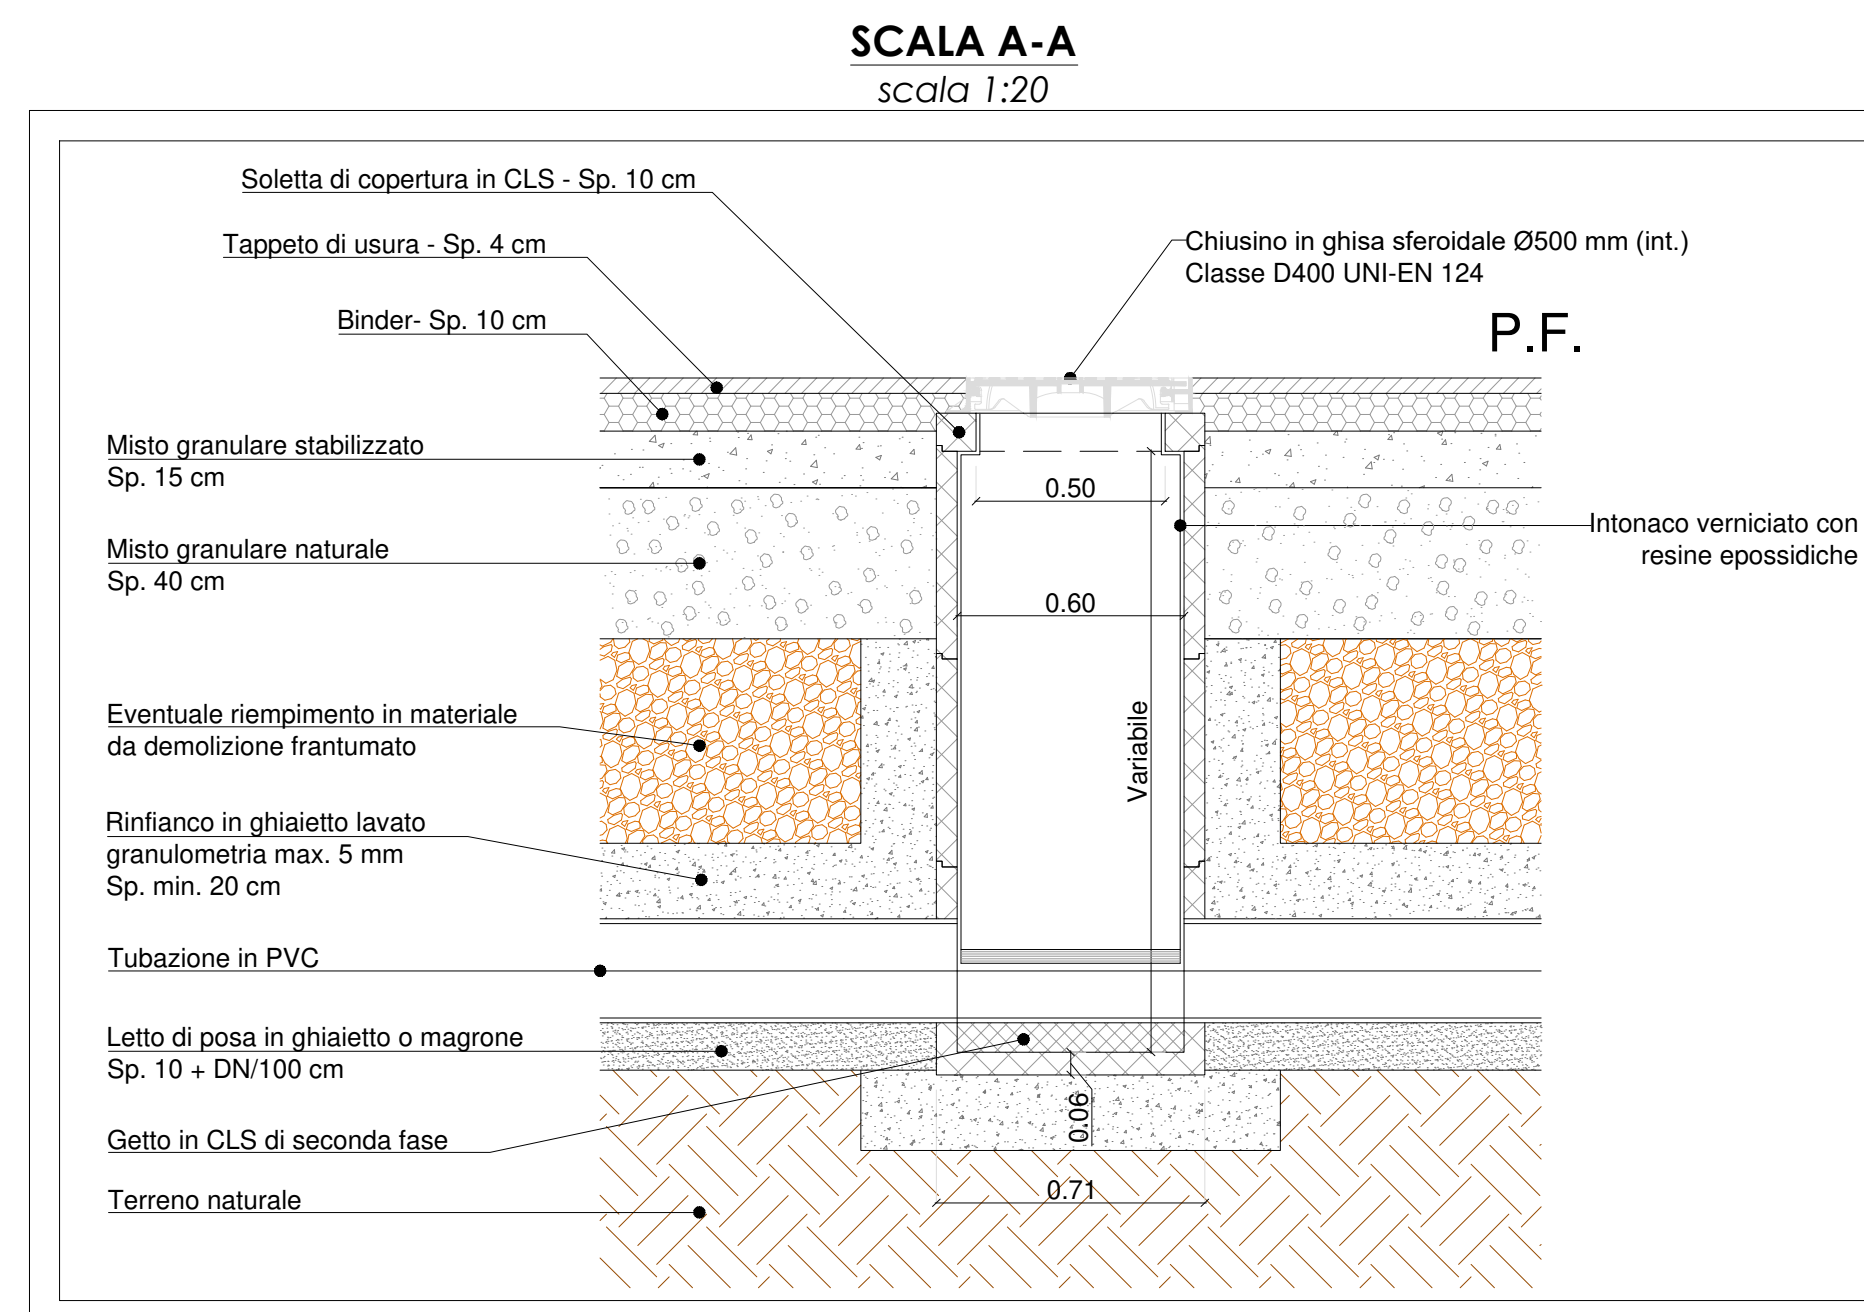 SCALA A-A
scala 1:20
Soletta di copertura in CLS - Sp. 10 cm
Tappeto di usura - Sp. 4 cm
Chiusino in ghisa sferoidale Ø500 mm (int.)
Classe D400 UNI-EN 124
Binder- Sp. 10 cm
P.F.
Misto granulare stabilizzato
Sp. 15 cm
0.50
Intonaco verniciato con
resine epossidiche
Misto granulare naturale
Sp. 40 cm
0.60
Variabile
Eventuale riempimento in materiale
da demolizione frantumato
Rinfianco in ghiaietto lavato
granulometria max. 5 mm
Sp. min. 20 cm
Tubazione in PVC
Letto di posa in ghiaietto o magrone
Sp. 10 + DN/100 cm
0.06
Getto in CLS di seconda fase
0.71
Terreno naturale